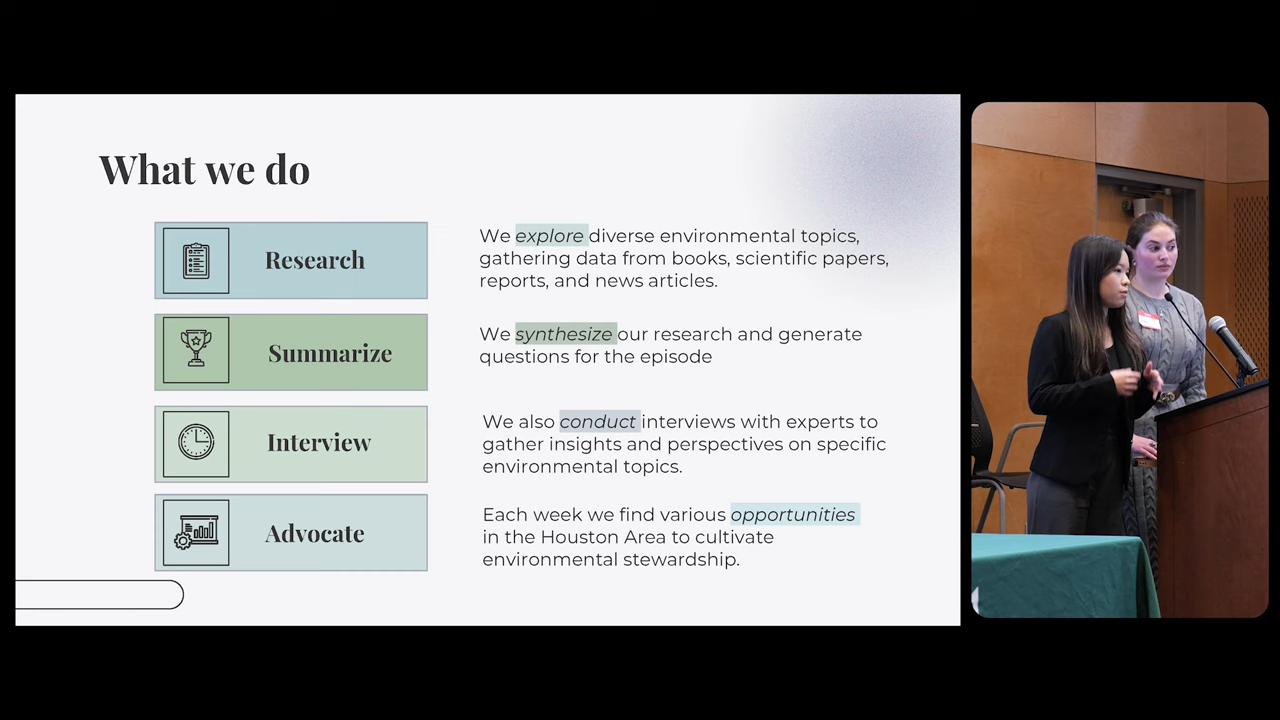 What we do
Research
We explore diverse environmental topics,
gathering data from books, scientific papers,
reports, and news articles.
Summarize
We synthesize our research and generate
questions for the episode
Interview
We also conduct interviews with experts to
gather insights and perspectives on specific
environmental topics.
Advocate
Each week we find various opportunities
in the Houston Area to cultivate
environmental stewardship.